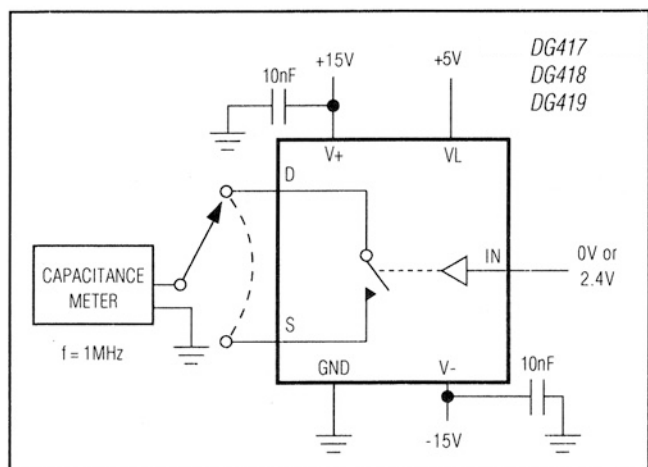 DG417
DG418
DG419
+15V
+5V
10nF
V+
VL
D
IN
0V or
2.4V
CAPACITANCE
METER
f = 1MHz
S
GND
V-
10nF
-15V